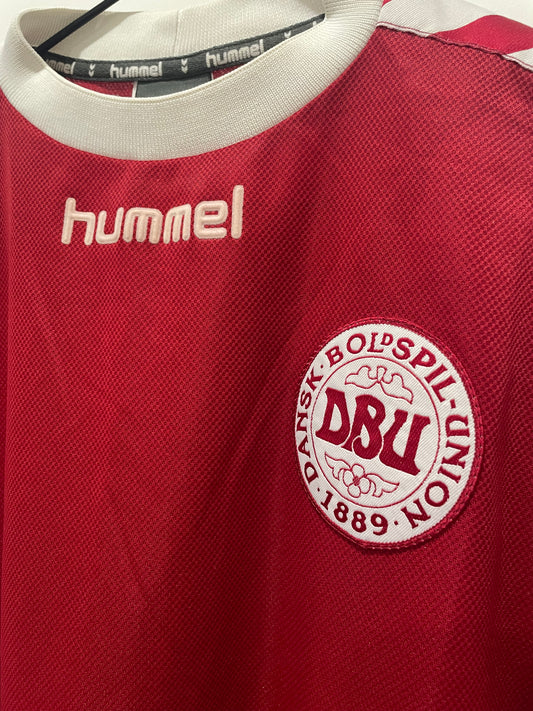 hummel hummel hummel
hummel
DANSK · BOLDSPIL-UNION
DBU
· 1889 ·